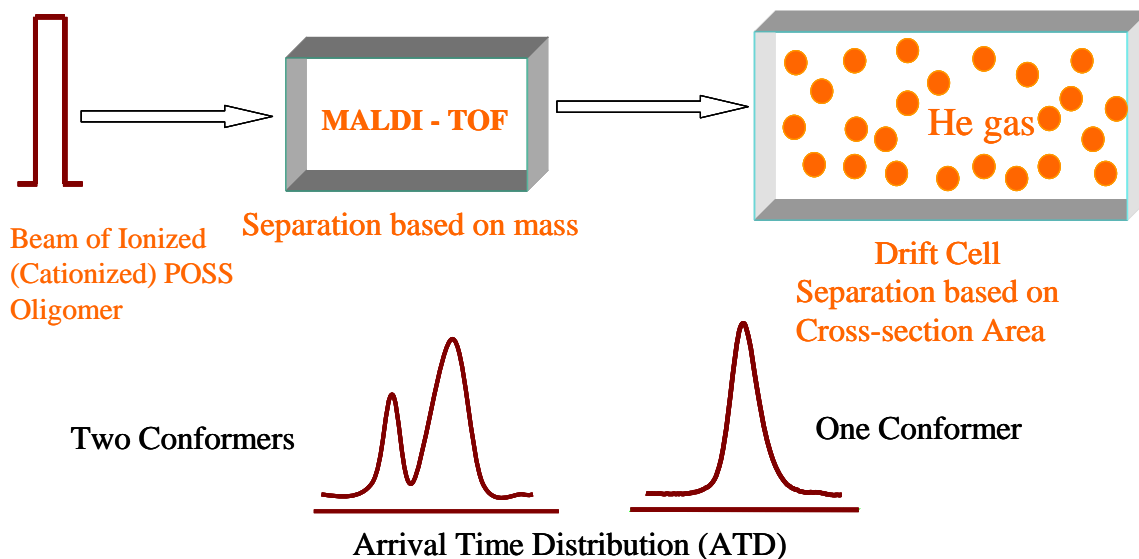 MALDI - TOF
He gas
Separation based on mass
Beam of Ionized
(Cationized) POSS
Oligomer
Drift Cell
Separation based on
Cross-section Area
Two Conformers
One Conformer
Arrival Time Distribution (ATD)